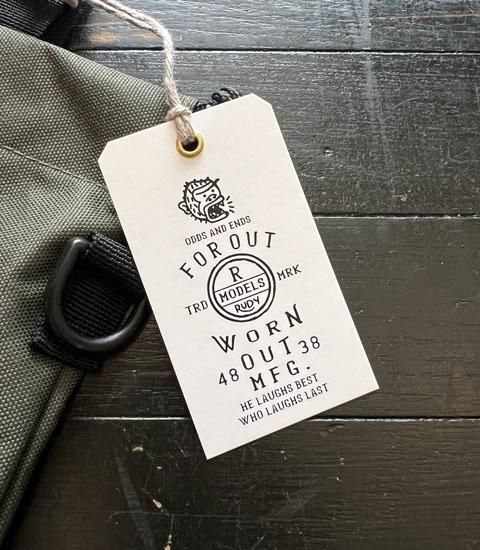 ODDS AND ENDS
FOR OUT
R
TRD MODELS MRK
RUDY
WORN
48 OUT 38
MFG.
HE LAUGHS BEST
WHO LAUGHS LAST